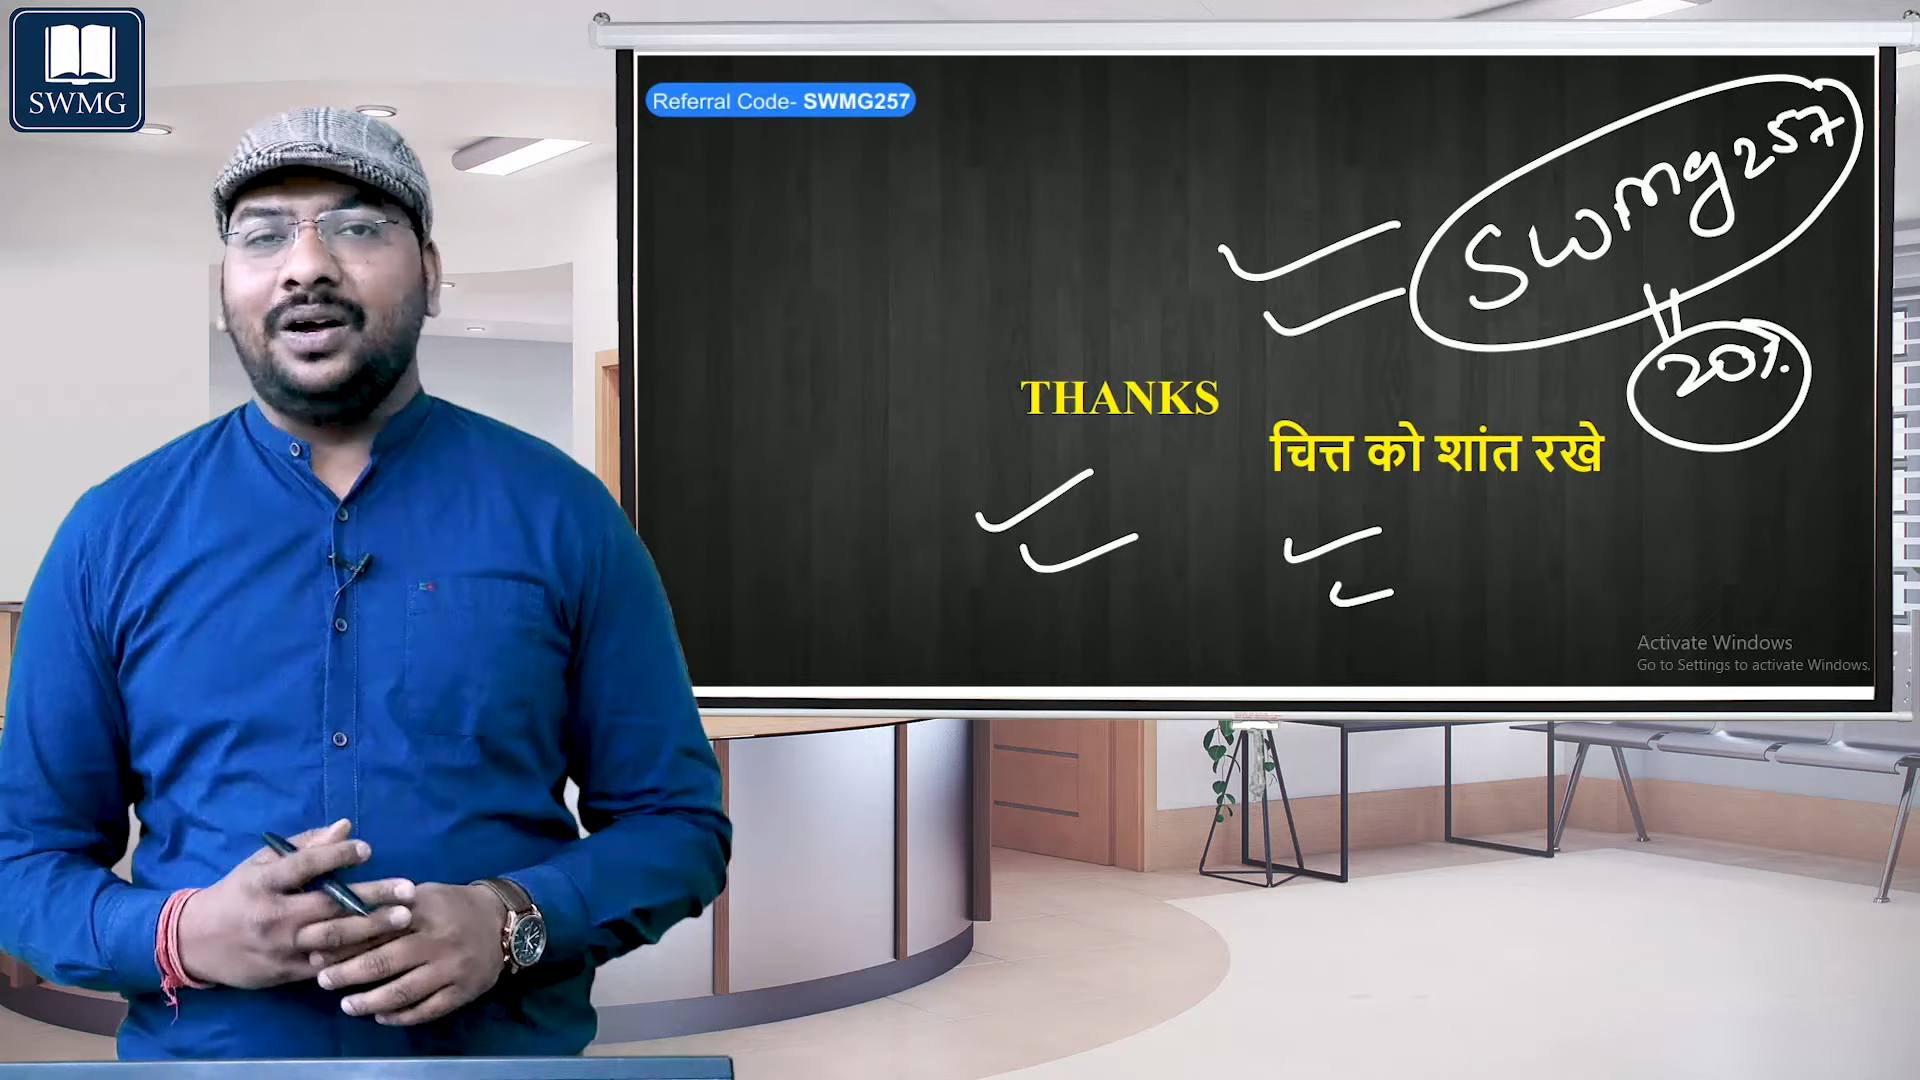 SWMG
Referral Code- SWMG257
SWMG257
20%
THANKS
चित्त को शांत रखे
Activate Windows
Go to Settings to activate Windows.